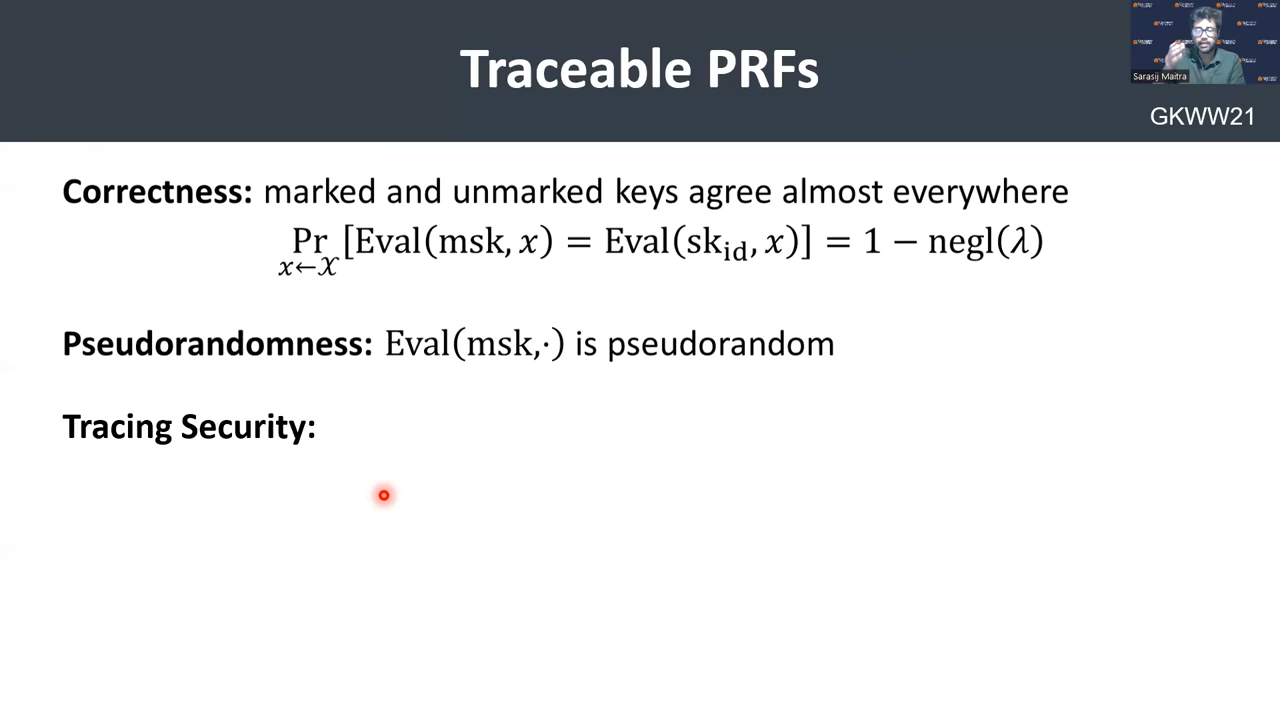 Traceable PRFs
Sarasij Maitra
GKWW21
Correctness: marked and unmarked keys agree almost everywhere
Pr [Eval(msk, x) = Eval(sk_id, x)] = 1 − negl(λ)
x←𝒳
Pseudorandomness: Eval(msk,·) is pseudorandom
Tracing Security: